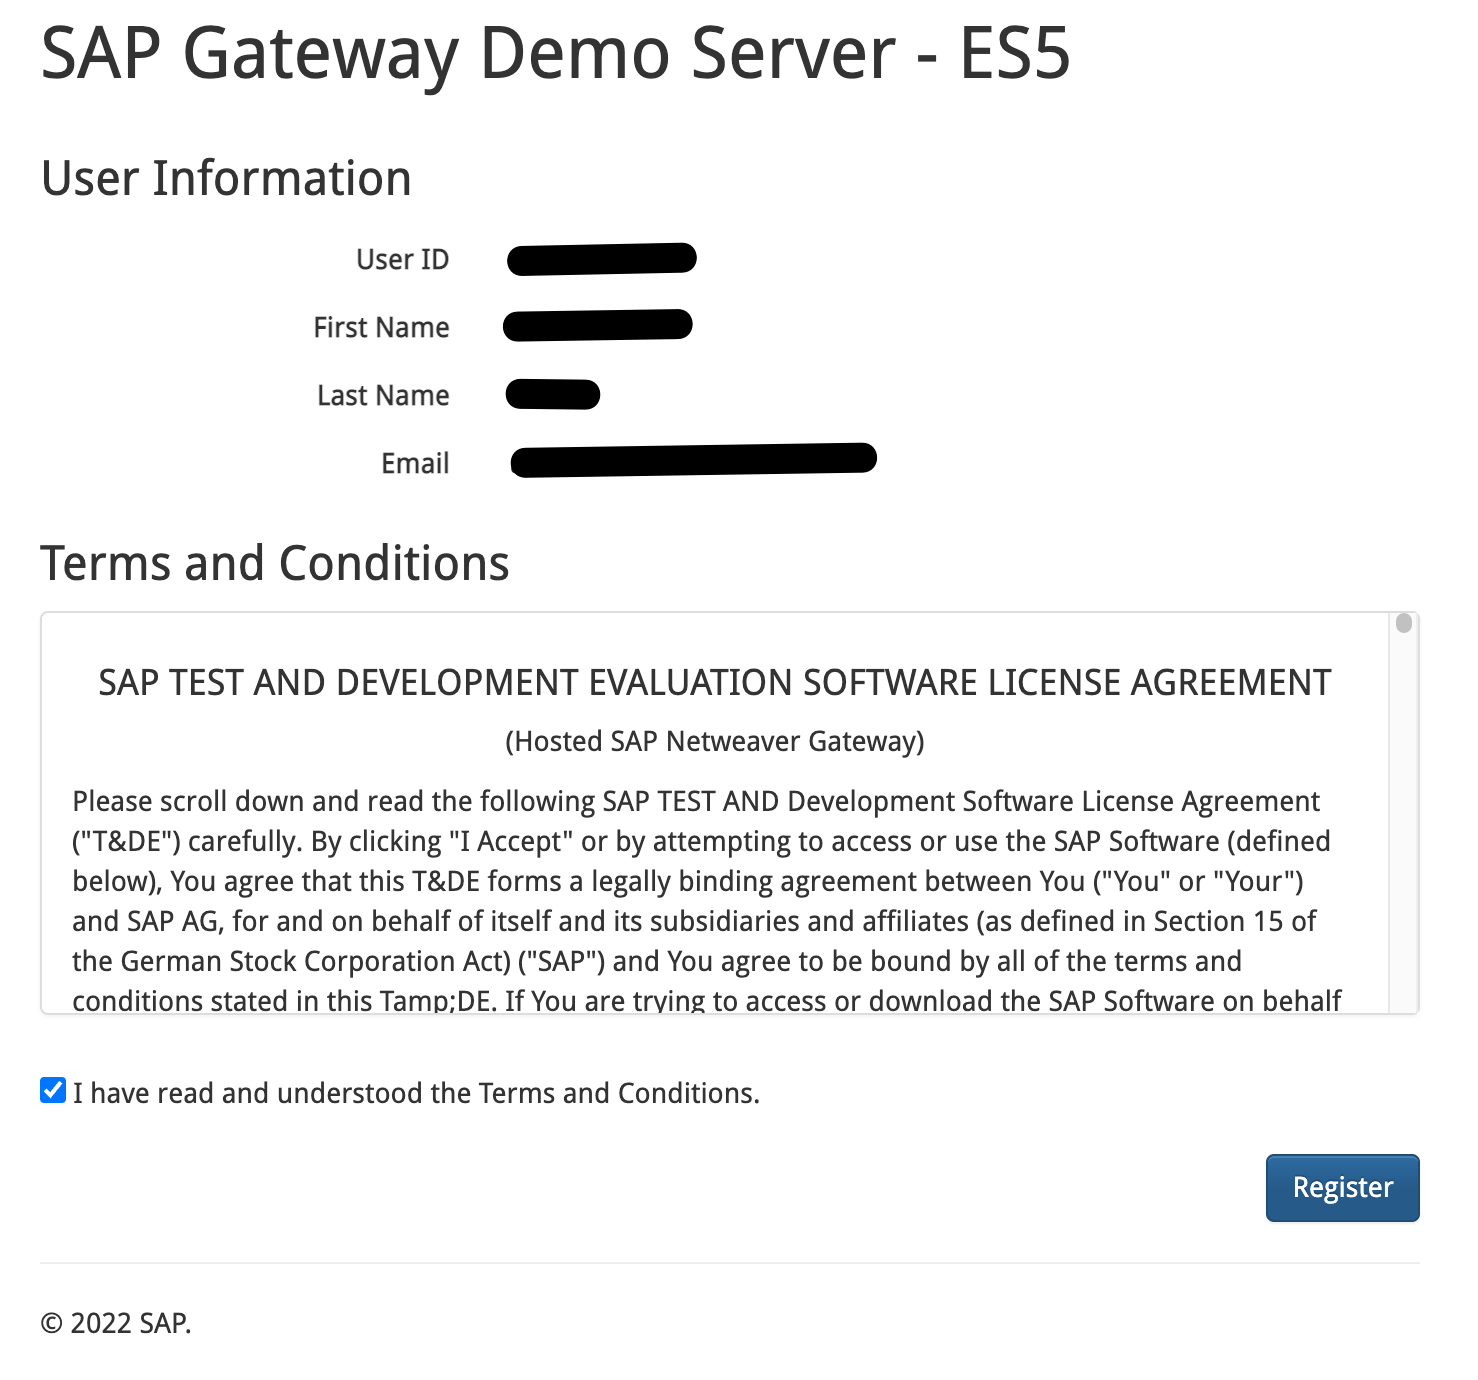 SAP Gateway Demo Server - ES5
User Information
User ID
First Name
Last Name
Email
Terms and Conditions
SAP TEST AND DEVELOPMENT EVALUATION SOFTWARE LICENSE AGREEMENT
(Hosted SAP Netweaver Gateway)
Please scroll down and read the following SAP TEST AND Development Software License Agreement
("T&DE") carefully. By clicking "I Accept" or by attempting to access or use the SAP Software (defined
below), You agree that this T&DE forms a legally binding agreement between You ("You" or "Your")
and SAP AG, for and on behalf of itself and its subsidiaries and affiliates (as defined in Section 15 of
the German Stock Corporation Act) ("SAP") and You agree to be bound by all of the terms and
conditions stated in this Tamp;DE. If You are trying to access or download the SAP Software on behalf
I have read and understood the Terms and Conditions.
Register
© 2022 SAP.